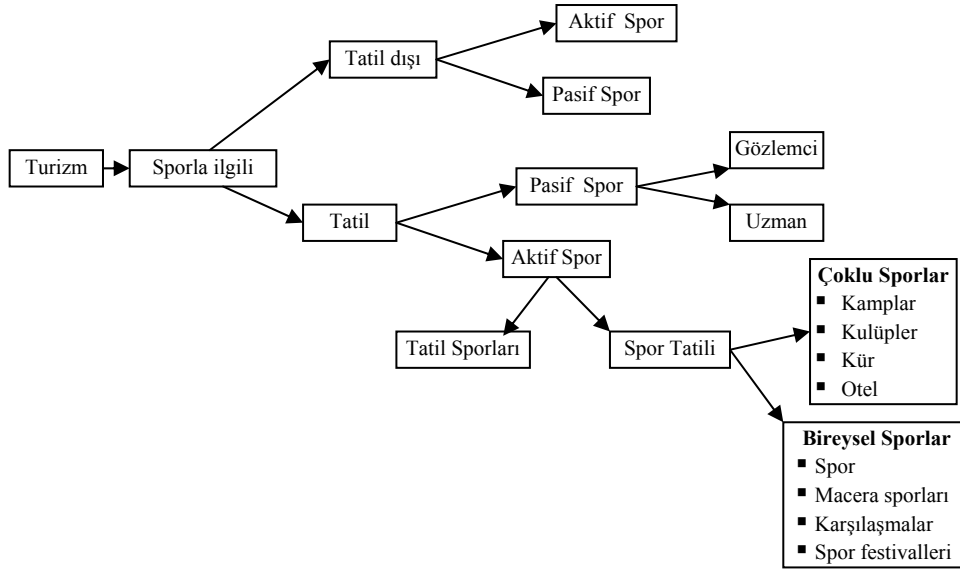 Aktif Spor
Tatil dışı
Pasif Spor
Gözlemci
Turizm
Sporla ilgili
Pasif Spor
Tatil
Uzman
Aktif Spor
Çoklu Sporlar
▪ Kamplar
▪ Kulüpler
▪ Kür
▪ Otel
Tatil Sporları
Spor Tatili
Bireysel Sporlar
▪ Spor
▪ Macera sporları
▪ Karşılaşmalar
▪ Spor festivalleri